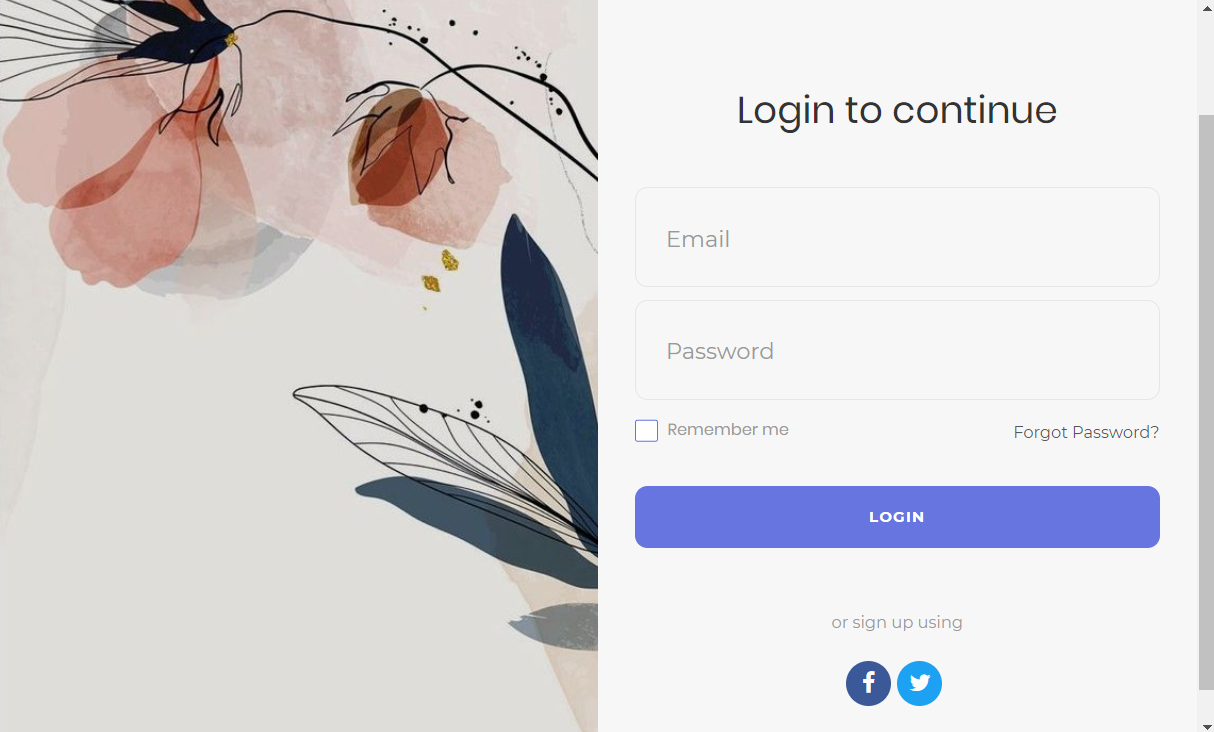 Login to continue
Email
Password
Remember me
Forgot Password?
LOGIN
or sign up using